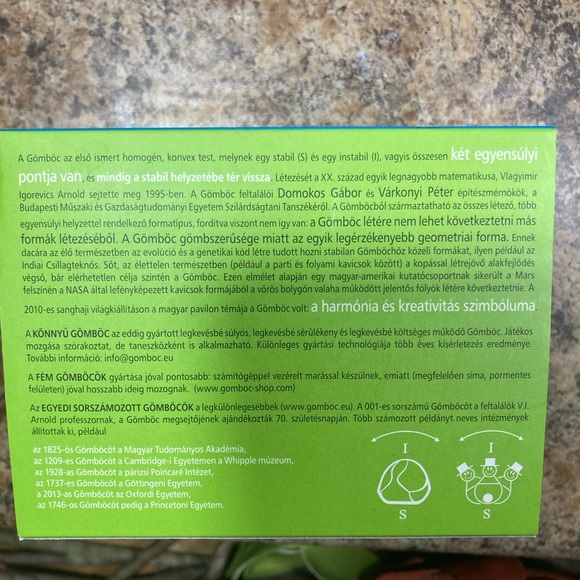 A Gömböc az első ismert homogén, konvex test, melynek egy stabil (S) és egy instabil (I), vagyis összesen két egyensúlyi
pontja van, és mindig a stabil helyzetébe tér vissza. Létezését a XX. század egyik legnagyobb matematikusa, Vlagyimir
Igorevics Arnold sejtette meg 1995-ben. A Gömböc feltalálói Domokos Gábor és Várkonyi Péter építészmérnökök, a
Budapesti Műszaki és Gazdaságtudományi Egyetem Szilárdságtani Tanszékéről. A Gömböcből származtatható az összes létező, több
egyensúlyi helyzettel rendelkező formatípus, fordítva viszont nem így van: a Gömböc létére nem lehet következtetni más
formák létezéséből. A Gömböc gömbszerűsége miatt az egyik legérzékenyebb geometriai forma. Ennek
dacára az élő természetben az evolúció és a genetikai kód létre tudott hozni stabilan Gömböchöz közeli formákat, ilyen például az
Indiai Csillagteknős. Sőt, az élettelen természetben (például a parti és folyami kavicsok között) a kopással létrejövő alakfejlődés
végső, bár elérhetetlen célja szintén a Gömböc. Ezen elmélet alapján egy magyar-amerikai kutatócsoportnak sikerült a Mars
felszínén a NASA által lefényképezett kavicsok formájából a vörös bolygón valaha működött jelentős folyók létére következtetnie. A
2010-es sanghaji világkiállításon a magyar pavilon témája a Gömböc volt: a harmónia és kreativitás szimbóluma
A KÖNNYŰ GÖMBÖC az eddig gyártott legkevésbé súlyos, legkevésbé sérülékeny és legkevésbé költséges működő Gömböc. Játékos
mozgása szórakoztat, de taneszközként is alkalmazható. Különleges gyártási technológiája több éves kísérletezés eredménye.
További információ: info@gomboc.eu
A FÉM GÖMBÖCÖK gyártása jóval pontosabb: számítógéppel vezérelt marással készülnek, emiatt (megfelelően sima, pormentes
felületen) jóval hosszabb ideig mozognak. (www.gomboc-shop.com)
Az EGYEDI SORSZÁMOZOTT GÖMBÖCÖK a legkülönlegesebbek (www.gomboc.eu). A 001-es sorszámú Gömböcöt a feltalálók V.I.
Arnold professzornak, a Gömböc megsejtőjének ajándékozták 70. születésnapján. Több számozott példányt neves intézmények
állítottak ki, például
az 1825-ös Gömböcöt a Magyar Tudományos Akadémia,
az 1209-es Gömböcöt a Cambridge-i Egyetemen a Whipple múzeum,
az 1928-as Gömböcöt a párizsi Poincaré Intézet,
az 1737-es Gömböcöt a Göttingeni Egyetem,
a 2013-as Gömböcöt az Oxfordi Egyetem,
az 1746-os Gömböcöt pedig a Princetoni Egyetem.
I I
S S